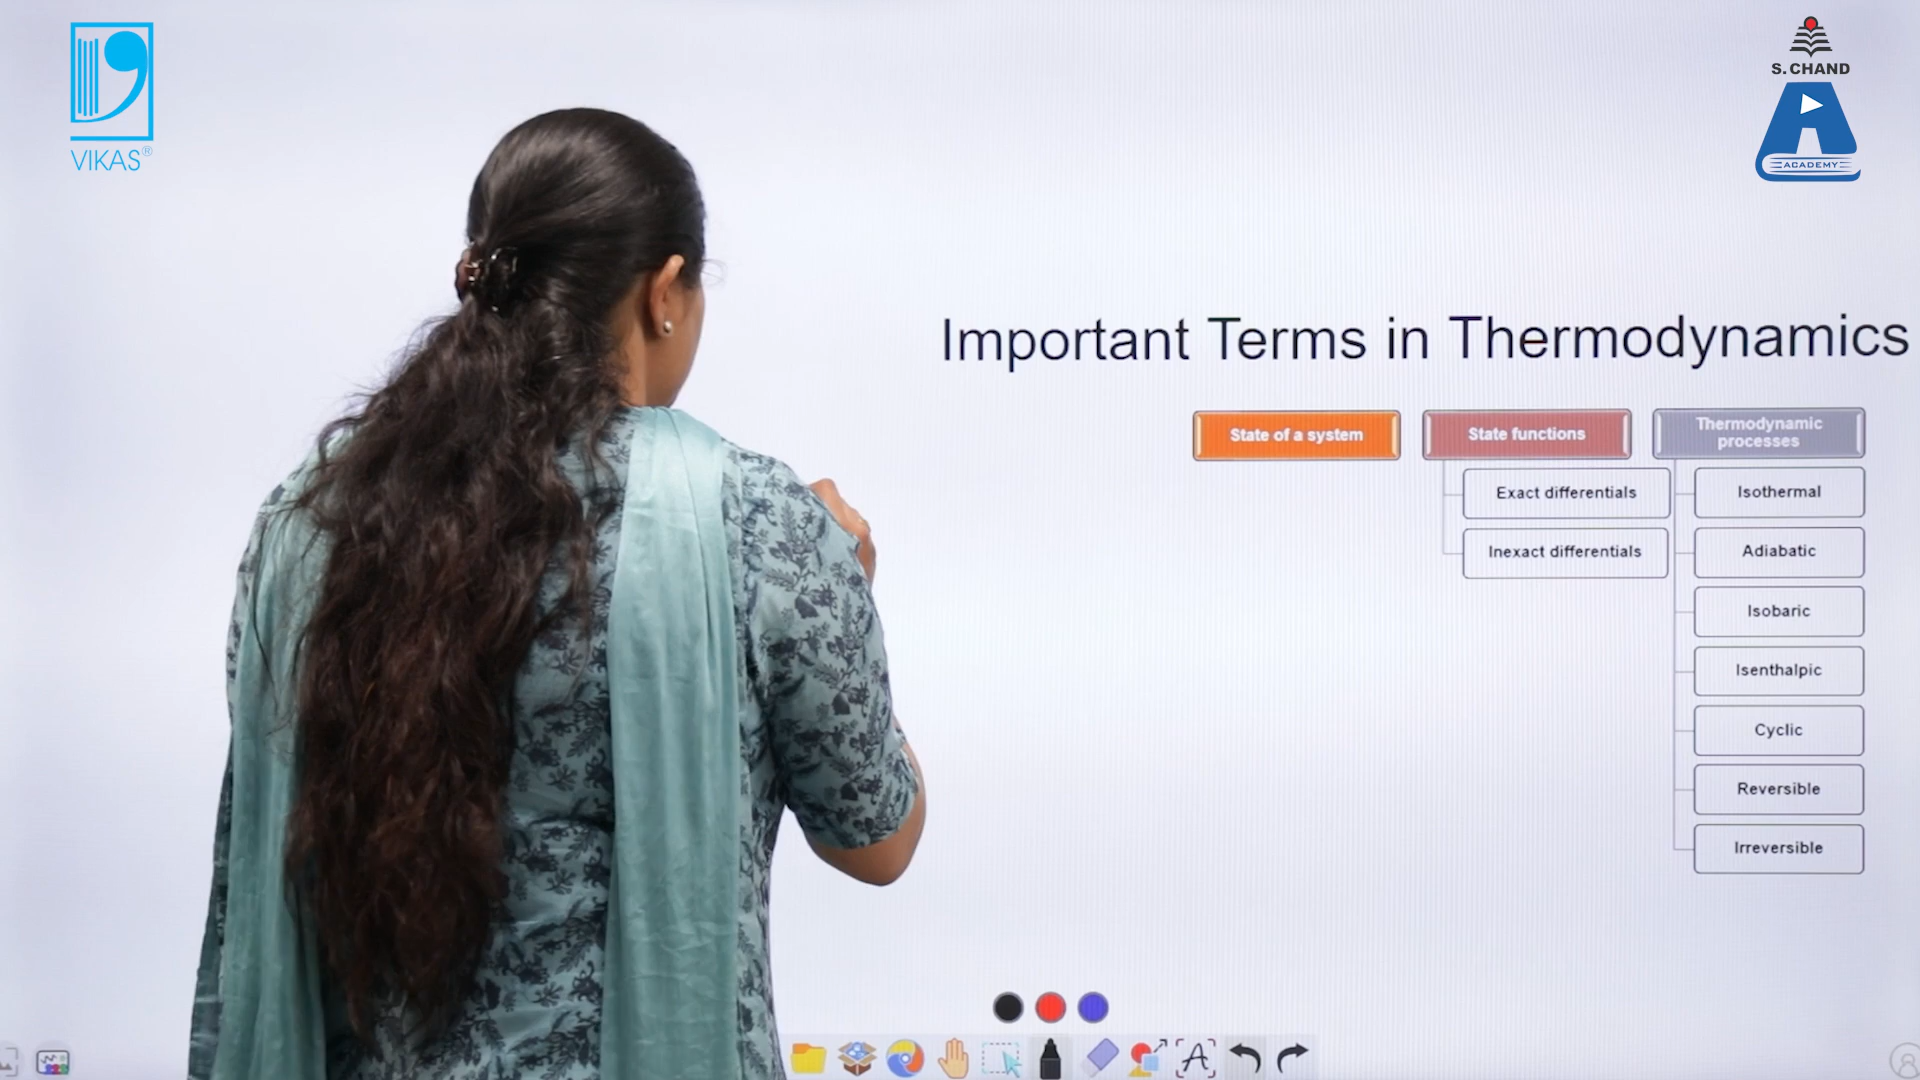 VIKAS®
S. CHAND
ACADEMY
Important Terms in Thermodynamics
State of a system
State functions
Exact differentials
Inexact differentials
Thermodynamic
processes
Isothermal
Adiabatic
Isobaric
Isenthalpic
Cyclic
Reversible
Irreversible